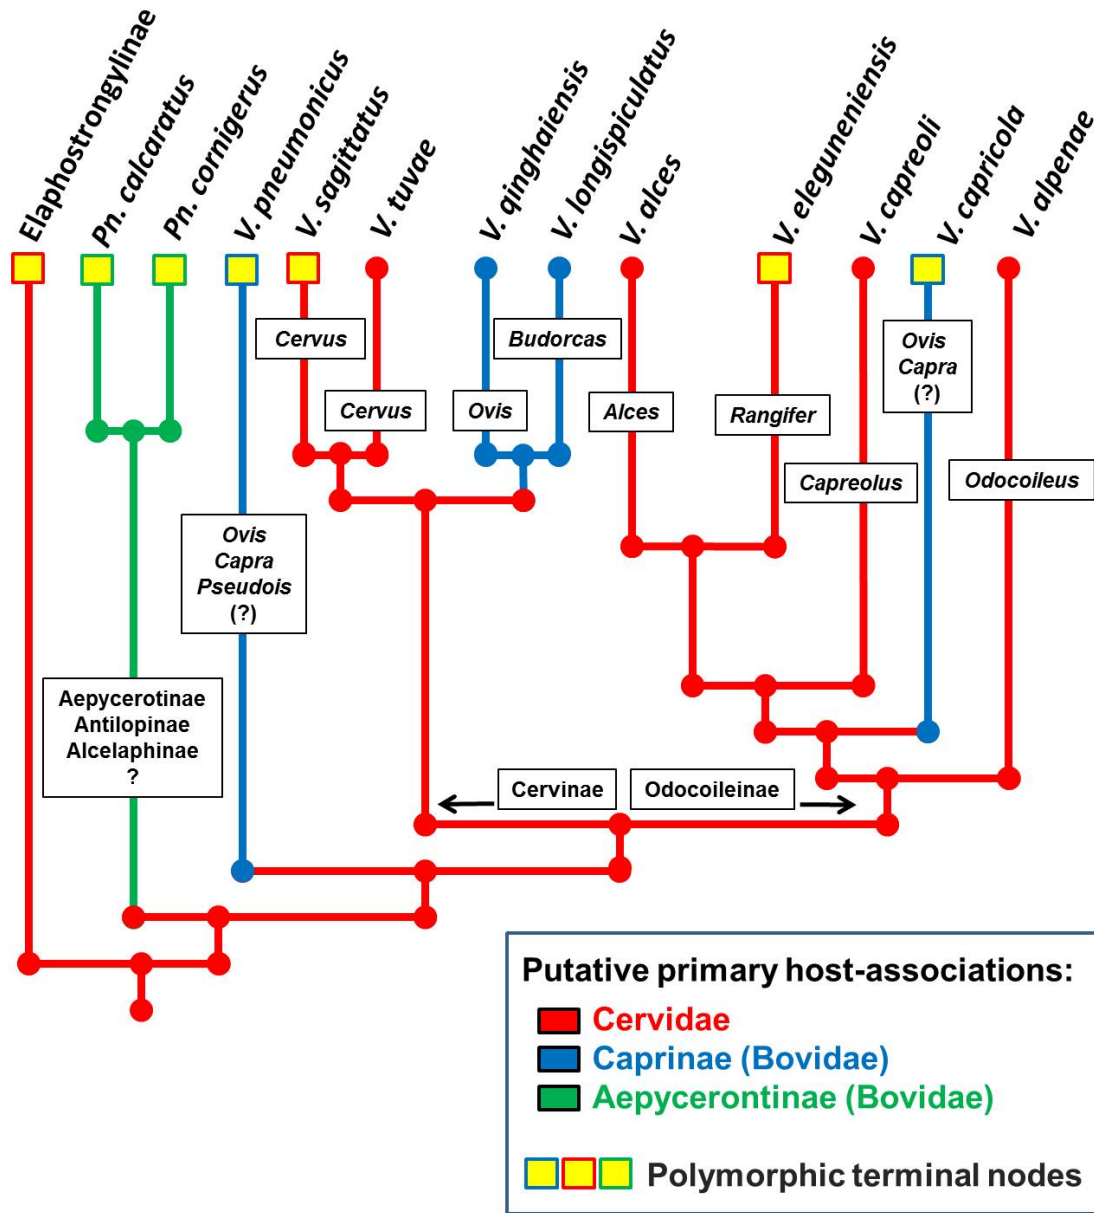 Elaphostrongylinae
Pn. calcaratus
Pn. cornigerus
V. pneumonicus
V. sagittatus
V. tuvae
V. qinghaiensis
V. longispiculatus
V. alces
V. eleguneniensis
V. capreoli
V. capricola
V. alpenae
Cervus
Budorcas
Ovis
Capra
(?)
Cervus
Ovis
Alces
Rangifer
Capreolus
Odocoileus
Ovis
Capra
Pseudois
(?)
Aepycerotinae
Antilopinae
Alcelaphinae
?
Cervinae
Odocoileinae
Putative primary host-associations:
Cervidae
Caprinae (Bovidae)
Aepycerontinae (Bovidae)
Polymorphic terminal nodes